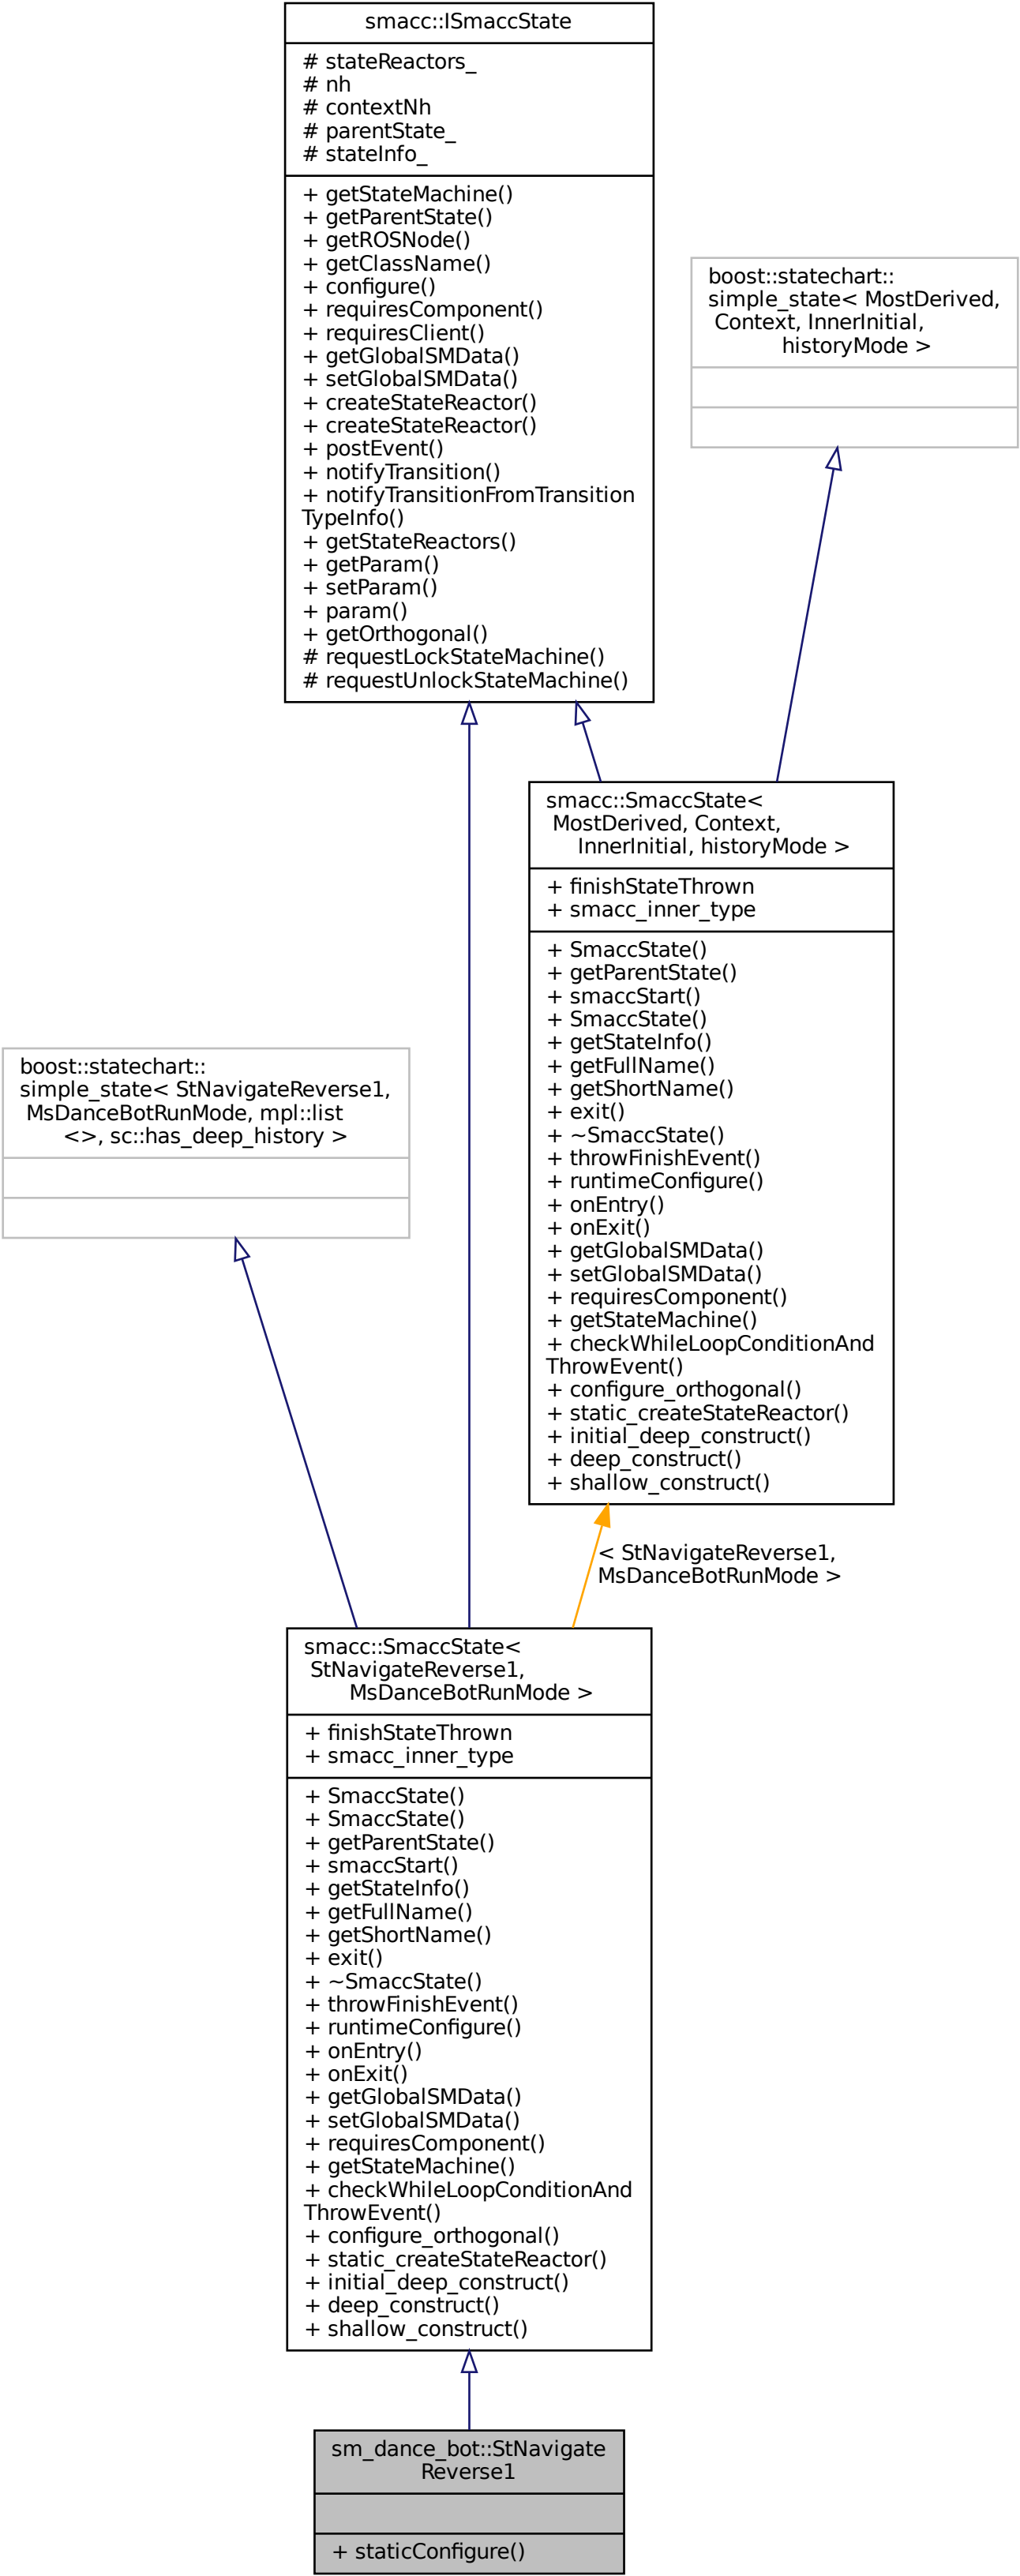 smacc::ISmaccState
# stateReactors_
# nh
# contextNh
# parentState_
# stateInfo_
+ getStateMachine()
+ getParentState()
+ getROSNode()
+ getClassName()
+ configure()
+ requiresComponent()
+ requiresClient()
+ getGlobalSMData()
+ setGlobalSMData()
+ createStateReactor()
+ createStateReactor()
+ postEvent()
+ notifyTransition()
+ notifyTransitionFromTransition
TypeInfo()
+ getStateReactors()
+ getParam()
+ setParam()
+ param()
+ getOrthogonal()
# requestLockStateMachine()
# requestUnlockStateMachine()
boost::statechart::
simple_state< MostDerived,
Context, InnerInitial,
historyMode >
smacc::SmaccState<
MostDerived, Context,
InnerInitial, historyMode >
+ finishStateThrown
+ smacc_inner_type
+ SmaccState()
+ getParentState()
+ smaccStart()
+ SmaccState()
+ getStateInfo()
+ getFullName()
+ getShortName()
+ exit()
+ ~SmaccState()
+ throwFinishEvent()
+ runtimeConfigure()
+ onEntry()
+ onExit()
+ getGlobalSMData()
+ setGlobalSMData()
+ requiresComponent()
+ getStateMachine()
+ checkWhileLoopConditionAnd
ThrowEvent()
+ configure_orthogonal()
+ static_createStateReactor()
+ initial_deep_construct()
+ deep_construct()
+ shallow_construct()
boost::statechart::
simple_state< StNavigateReverse1,
MsDanceBotRunMode, mpl::list
<>, sc::has_deep_history >
< StNavigateReverse1,
MsDanceBotRunMode >
smacc::SmaccState<
StNavigateReverse1,
MsDanceBotRunMode >
+ finishStateThrown
+ smacc_inner_type
+ SmaccState()
+ SmaccState()
+ getParentState()
+ smaccStart()
+ getStateInfo()
+ getFullName()
+ getShortName()
+ exit()
+ ~SmaccState()
+ throwFinishEvent()
+ runtimeConfigure()
+ onEntry()
+ onExit()
+ getGlobalSMData()
+ setGlobalSMData()
+ requiresComponent()
+ getStateMachine()
+ checkWhileLoopConditionAnd
ThrowEvent()
+ configure_orthogonal()
+ static_createStateReactor()
+ initial_deep_construct()
+ deep_construct()
+ shallow_construct()
sm_dance_bot::StNavigate
Reverse1
+ staticConfigure()